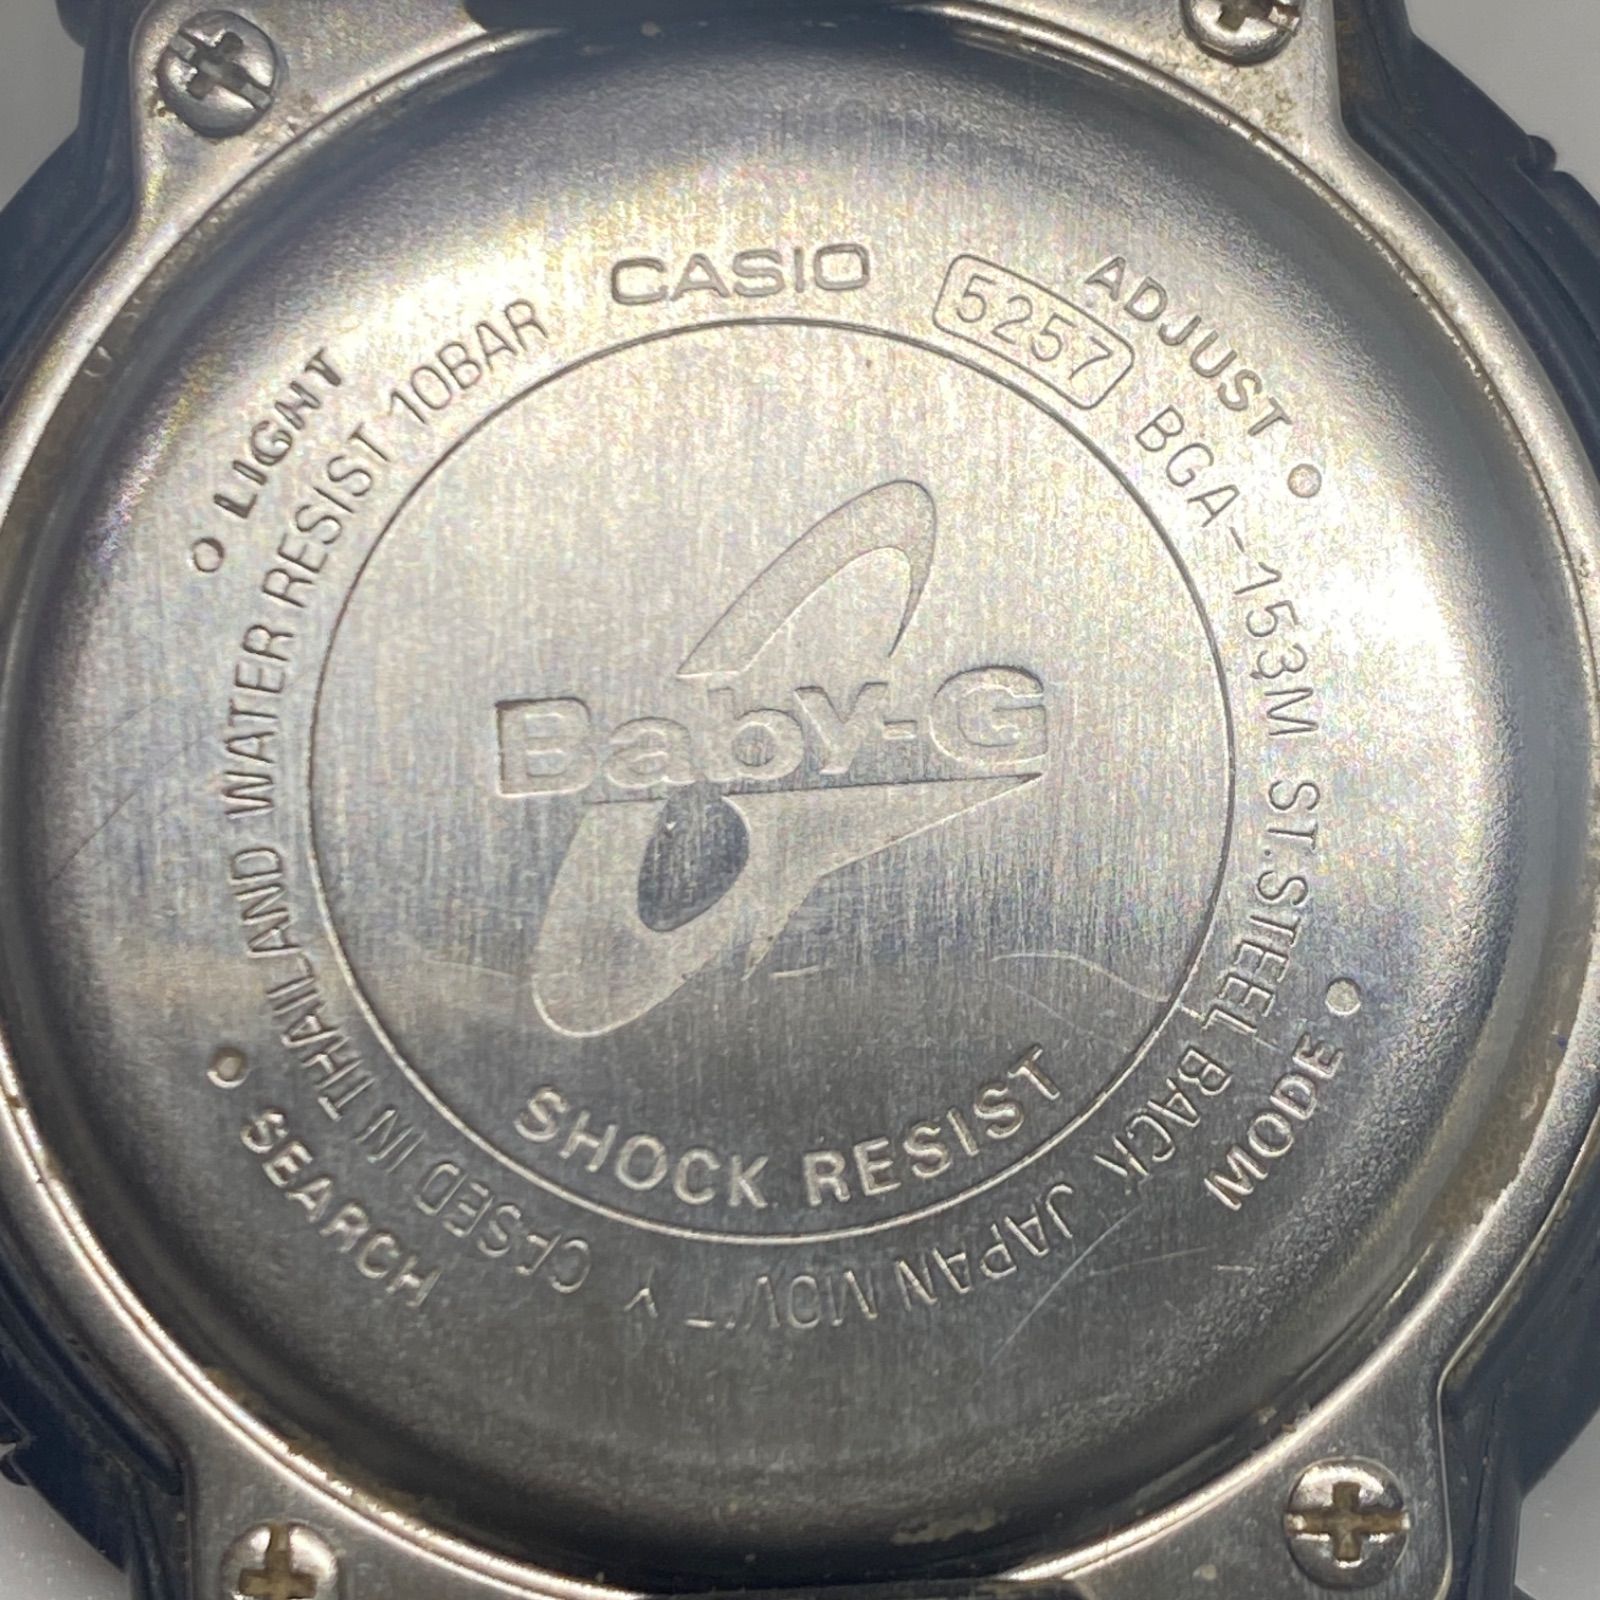 CASIO
5257
BGA-153M ST.STEEL BACK JAPAN MOV'T Y CASED IN THAILAND WATER RESIST 10BAR
LIGHT
ADJUST
Baby-G
SHOCK RESIST
SEARCH
MODE